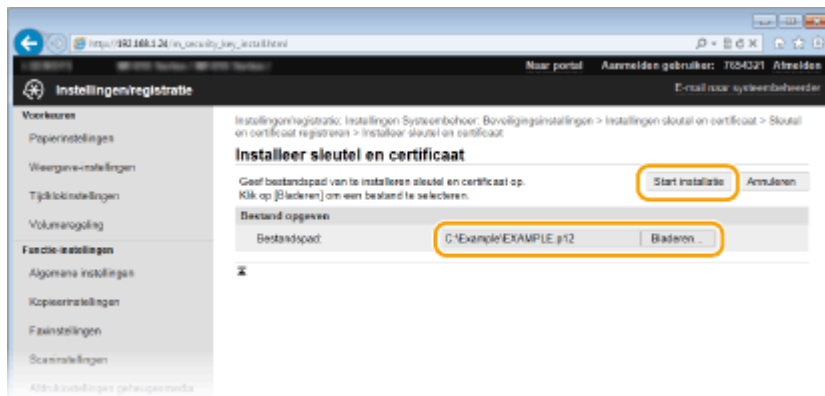 http://192.168.1.24/m_security_key_install.html
Naar portal Aanmelden gebruiker: 7654321 Afmelden
Instellingen/registratie
E-mail naar systeembeheerder
Voorkeuren
Papierinstellingen
Weergave-instellingen
Tijdklokinstellingen
Volumeregeling
Functie-instellingen
Algemene instellingen
Kopieerinstellingen
Faxinstellingen
Scaninstellingen
Afdrukinstellingen geheugenmedia
Instellingen/registratie: Instellingen Systeembeheer: Beveiligingsinstellingen > Instellingen sleutel en certificaat > Sleutel
en certificaat registreren > Installeer sleutel en certificaat
Installeer sleutel en certificaat
Geef bestandspad van te installeren sleutel en certificaat op.
Klik op [Bladeren] om een bestand te selecteren.
Start installatie Annuleren
Bestand opgeven
Bestandspad: C:\Example\EXAMPLE.p12 Bladeren...